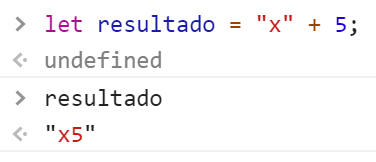 > let resultado = "x" + 5;
<· undefined
> resultado
<· "x5"